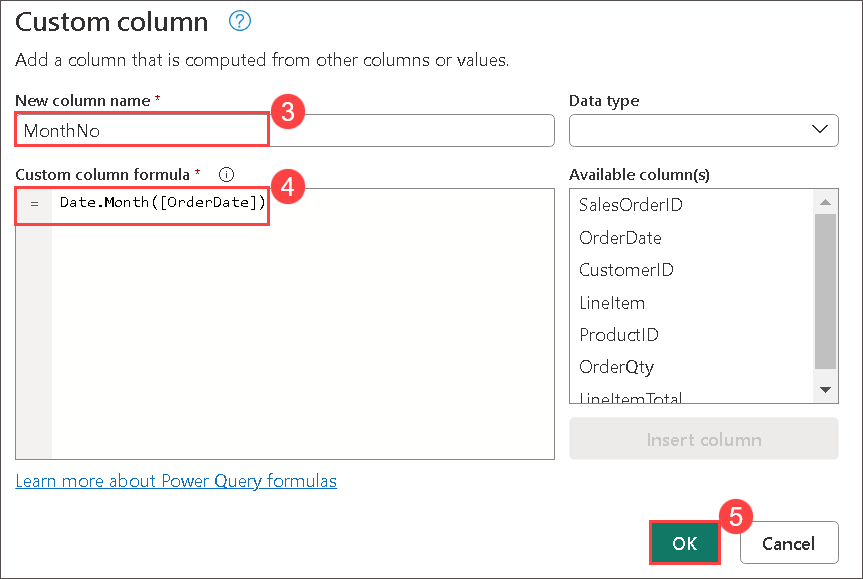 Custom column ?
Add a column that is computed from other columns or values.
New column name *
3
Data type
MonthNo
Custom column formula *
4
Available column(s)
= Date.Month([OrderDate])
SalesOrderID
OrderDate
CustomerID
LineItem
ProductID
OrderQty
LineItemTotal
Insert column
Learn more about Power Query formulas
5
OK
Cancel